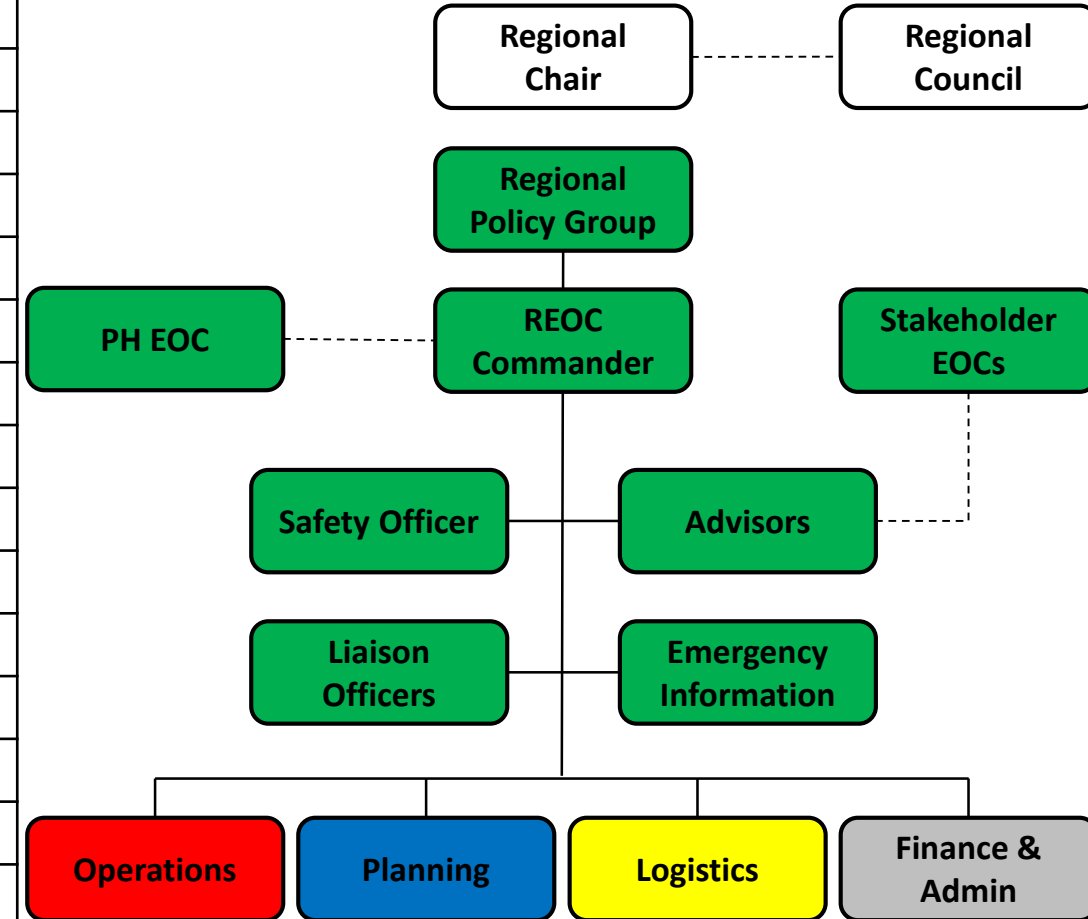 Regional
Chair
Regional
Council
Regional
Policy Group
PH EOC
REOC
Commander
Stakeholder
EOCs
Safety Officer
Advisors
Liaison
Officers
Emergency
Information
Operations
Planning
Logistics
Finance &
Admin